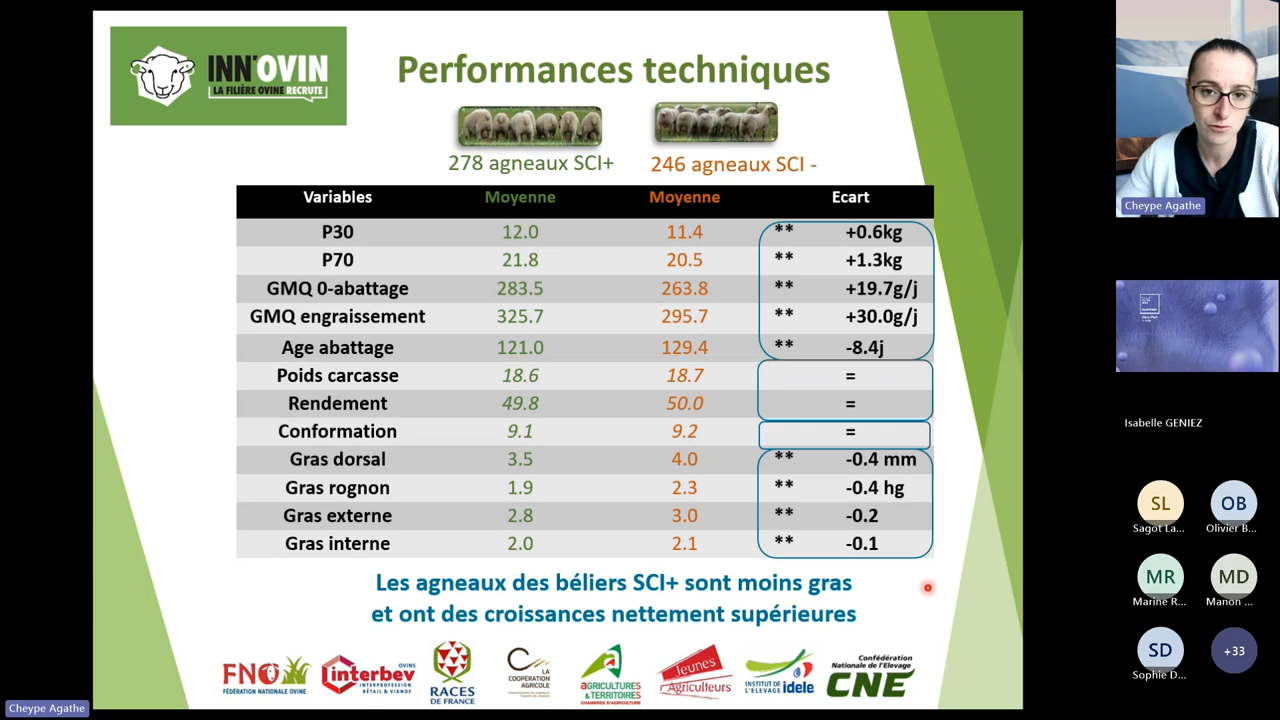 INN'OVIN
LA FILIÈRE OVINE RECRUTE
Performances techniques
278 agneaux SCI+
246 agneaux SCI -
Variables Moyenne Moyenne Ecart
P30 12.0 11.4 ** +0.6kg
P70 21.8 20.5 ** +1.3kg
GMQ 0-abattage 283.5 263.8 ** +19.7g/j
GMQ engraissement 325.7 295.7 ** +30.0g/j
Age abattage 121.0 129.4 ** -8.4j
Poids carcasse 18.6 18.7 =
Rendement 49.8 50.0 =
Conformation 9.1 9.2 =
Gras dorsal 3.5 4.0 ** -0.4 mm
Gras rognon 1.9 2.3 ** -0.4 hg
Gras externe 2.8 3.0 ** -0.2
Gras interne 2.0 2.1 ** -0.1
Les agneaux des béliers SCI+ sont moins gras
et ont des croissances nettement supérieures
FNO
FÉDÉRATION NATIONALE OVINE
interbev
OVINS
INTERPROFESSION
BÉTAIL & VIANDE
RACES
DE FRANCE
LA
COOPÉRATION
AGRICOLE
AGRICULTURES
& TERRITOIRES
CHAMBRES D'AGRICULTURE
Jeunes
Agriculteurs
INSTITUT DE
L'ELEVAGE idele
Confédération
Nationale de l'Elevage
CNE
Cheype Agathe
Cheype Agathe
Isabelle GENIEZ
SL
Sagot La...
OB
Olivier B...
MR
Marine R...
MD
Manon ...
SD
Sophie D...
+33